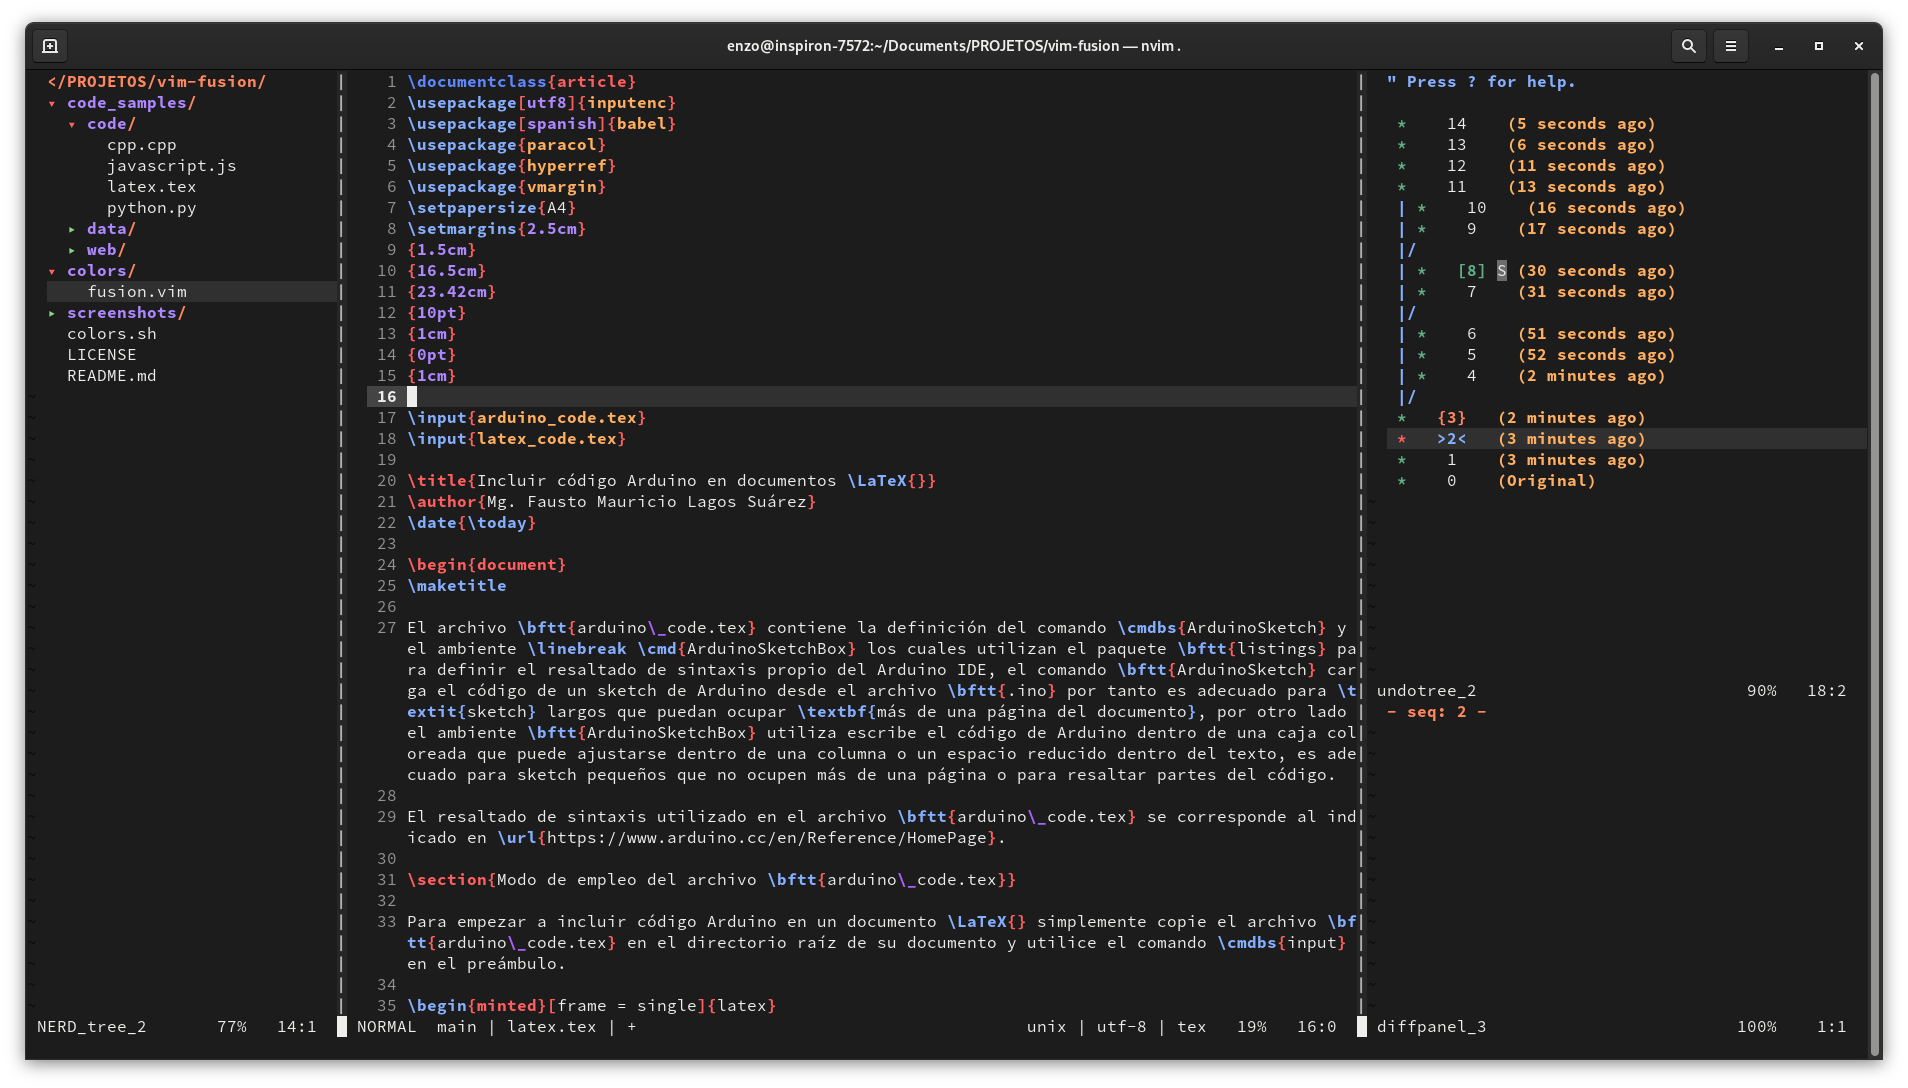 enzo@inspiron-7572:~/Documents/PROJETOS/vim-fusion — nvim .
</PROJETOS/vim-fusion/
▾ code_samples/
▾ code/
cpp.cpp
javascript.js
latex.tex
python.py
▸ data/
▸ web/
▾ colors/
fusion.vim
▸ screenshots/
colors.sh
LICENSE
README.md
NERD_tree_2 77% 14:1
1 \documentclass{article}
2 \usepackage[utf8]{inputenc}
3 \usepackage[spanish]{babel}
4 \usepackage{paracol}
5 \usepackage{hyperref}
6 \usepackage{vmargin}
7 \setpapersize{A4}
8 \setmargins{2.5cm}
9 {1.5cm}
10 {16.5cm}
11 {23.42cm}
12 {10pt}
13 {1cm}
14 {0pt}
15 {1cm}
16
17 \input{arduino_code.tex}
18 \input{latex_code.tex}
19
20 \title{Incluir código Arduino en documentos \LaTeX{}}
21 \author{Mg. Fausto Mauricio Lagos Suárez}
22 \date{\today}
23
24 \begin{document}
25 \maketitle
26
27 El archivo \bftt{arduino\_code.tex} contiene la definición del comando \cmdbs{ArduinoSketch} y
el ambiente \linebreak \cmd{ArduinoSketchBox} los cuales utilizan el paquete \bftt{listings} pa
ra definir el resaltado de sintaxis propio del Arduino IDE, el comando \bftt{ArduinoSketch} car
ga el código de un sketch de Arduino desde el archivo \bftt{.ino} por tanto es adecuado para \t
extit{sketch} largos que puedan ocupar \textbf{más de una página del documento}, por otro lado
el ambiente \bftt{ArduinoSketchBox} utiliza escribe el código de Arduino dentro de una caja col
oreada que puede ajustarse dentro de una columna o un espacio reducido dentro del texto, es ade
cuado para sketch pequeños que no ocupen más de una página o para resaltar partes del código.
28
29 El resaltado de sintaxis utilizado en el archivo \bftt{arduino\_code.tex} se corresponde al ind
icado en \url{https://www.arduino.cc/en/Reference/HomePage}.
30
31 \section{Modo de empleo del archivo \bftt{arduino\_code.tex}}
32
33 Para empezar a incluir código Arduino en un documento \LaTeX{} simplemente copie el archivo \bf
tt{arduino\_code.tex} en el directorio raíz de su documento y utilice el comando \cmdbs{input}
en el preámbulo.
34
35 \begin{minted}[frame = single]{latex}
NORMAL main | latex.tex | + unix | utf-8 | tex 19% 16:0
" Press ? for help.
* 14 (5 seconds ago)
* 13 (6 seconds ago)
* 12 (11 seconds ago)
* 11 (13 seconds ago)
| * 10 (16 seconds ago)
| * 9 (17 seconds ago)
|/
| * [8] S (30 seconds ago)
| * 7 (31 seconds ago)
|/
| * 6 (51 seconds ago)
| * 5 (52 seconds ago)
| * 4 (2 minutes ago)
|/
* {3} (2 minutes ago)
* >2< (3 minutes ago)
* 1 (3 minutes ago)
* 0 (Original)
undotree_2 90% 18:2
- seq: 2 -
diffpanel_3 100% 1:1